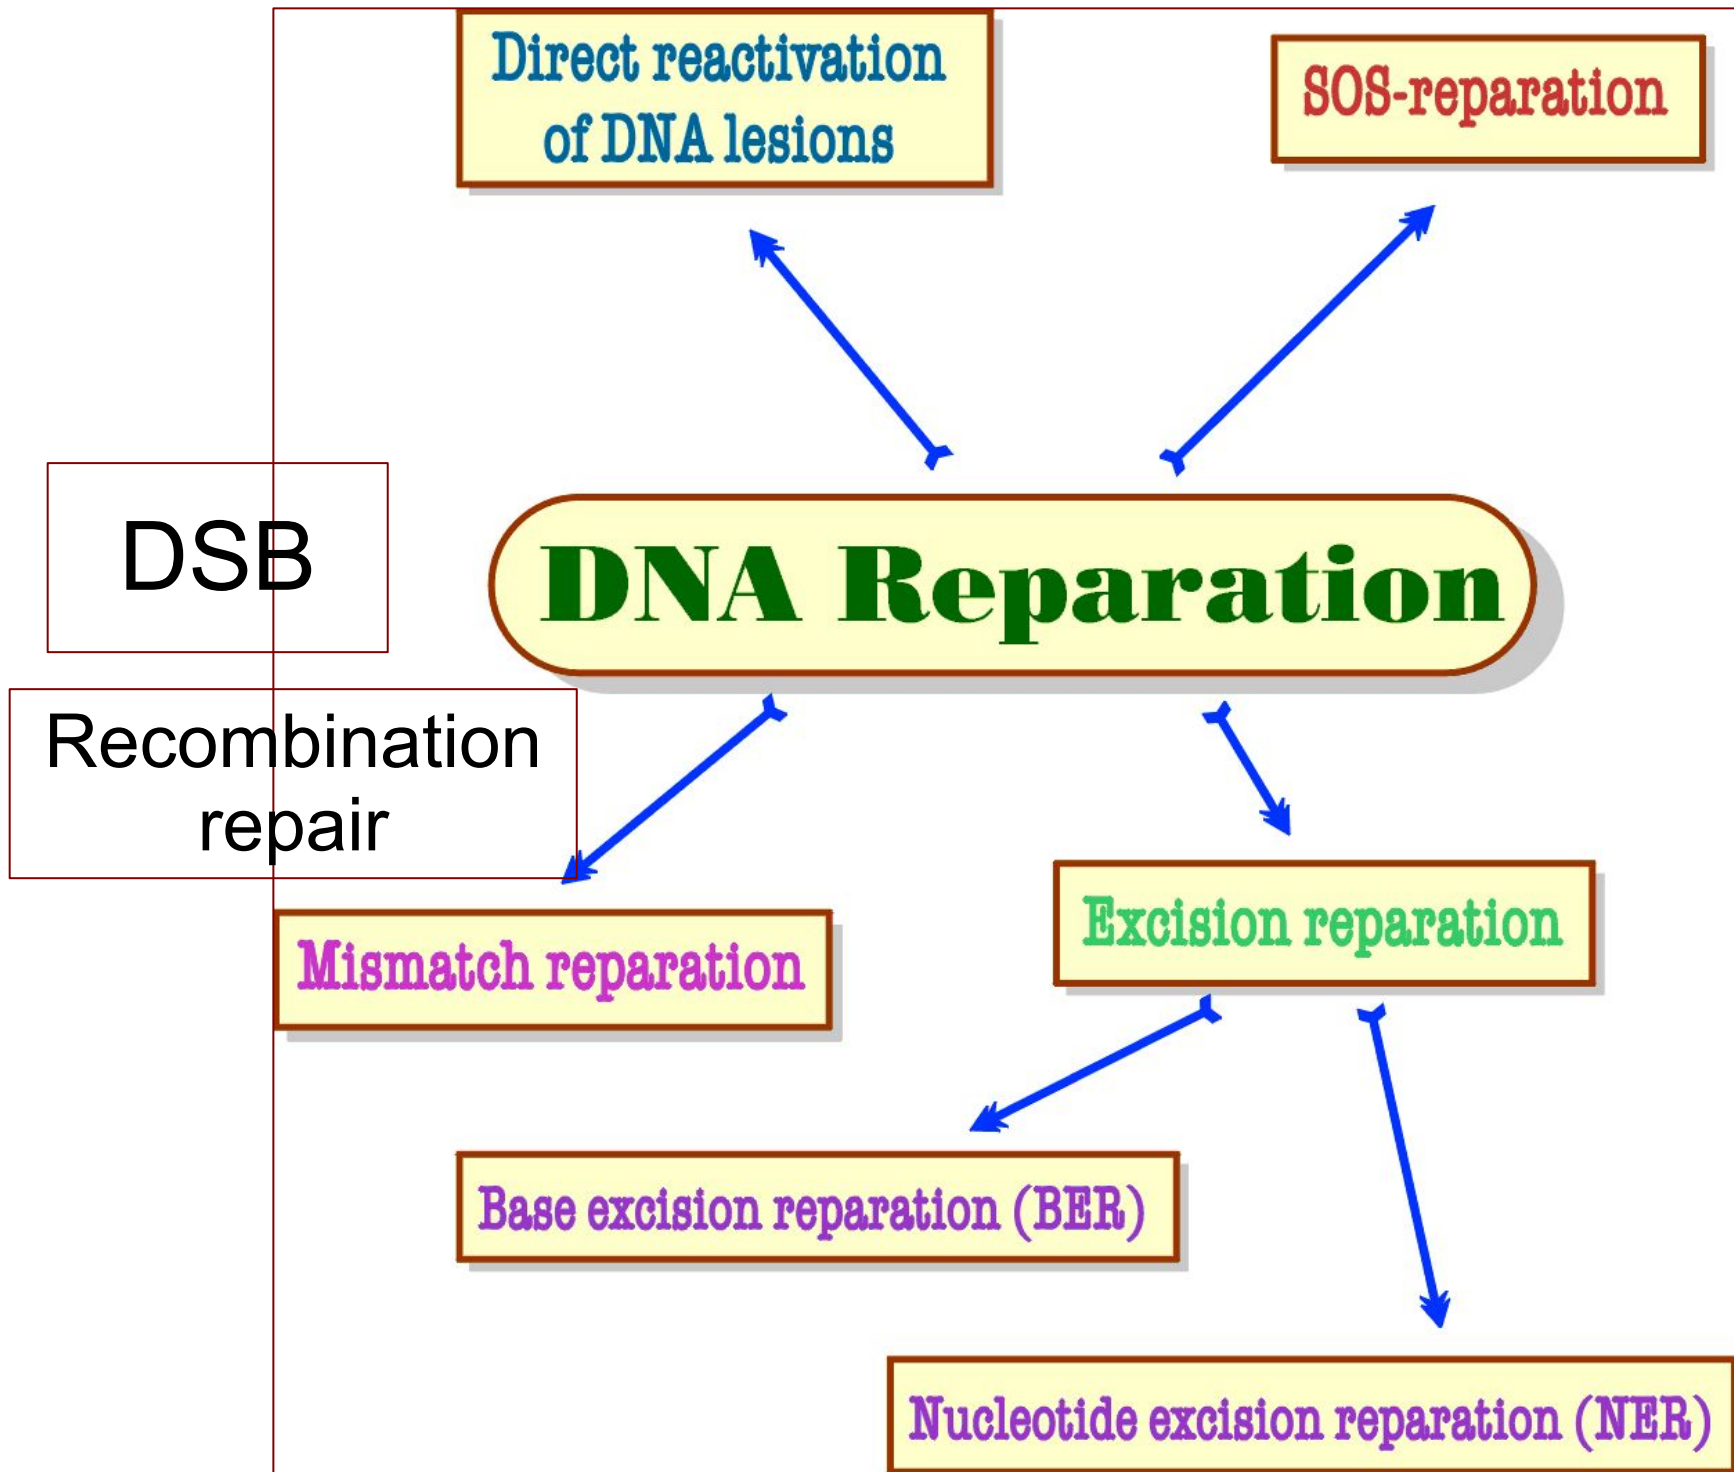 Direct reactivation
of DNA lesions
SOS-reparation
DSB
DNA Reparation
Recombination
repair
Mismatch reparation
Excision reparation
Base excision reparation (BER)
Nucleotide excision reparation (NER)